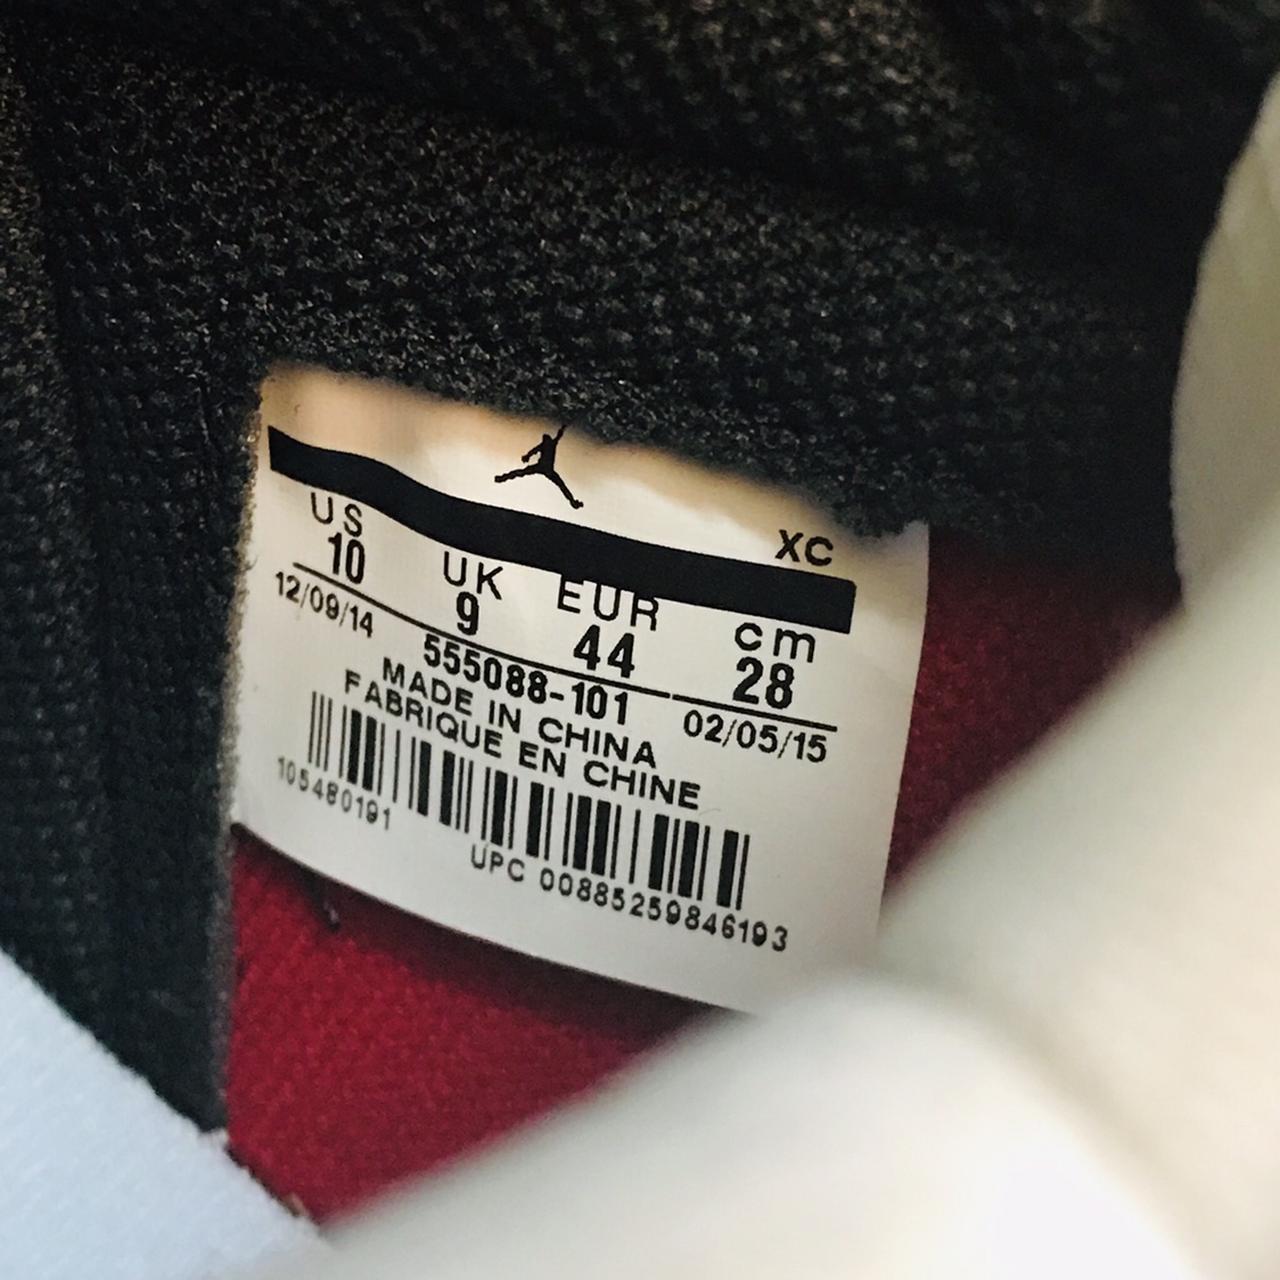 XC
US UK EUR cm
10 9 44 28
12/09/14 555088-101 02/05/15
MADE IN CHINA
FABRIQUE EN CHINE
105480191
UPC 00885259846193